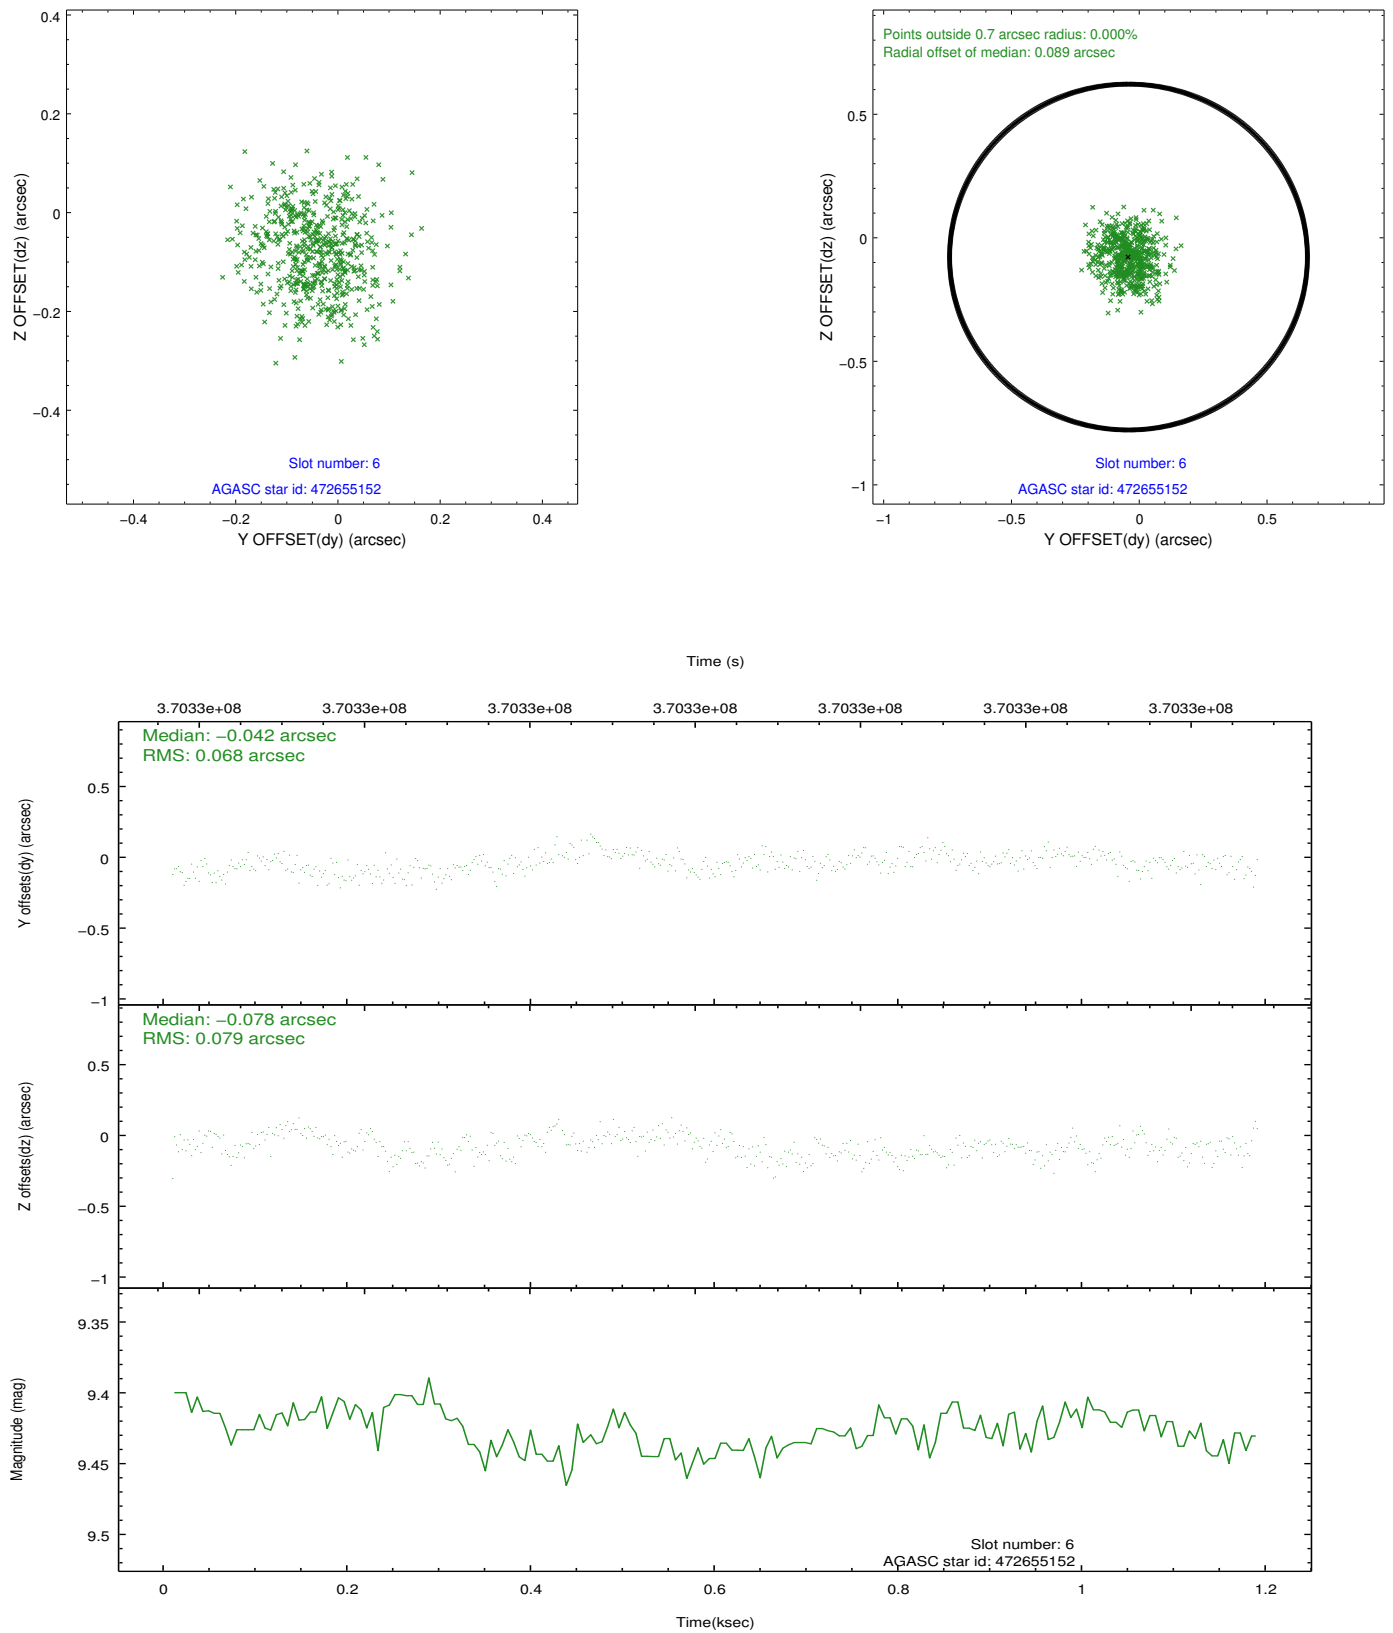 0.4
0.2
0
−0.2
−0.4
Z OFFSET(dz) (arcsec)
Slot number: 6
AGASC star id: 472655152
−0.4
−0.2
0
0.2
0.4
Y OFFSET(dy) (arcsec)
Points outside 0.7 arcsec radius: 0.000%
Radial offset of median: 0.089 arcsec
0.5
0
−0.5
−1
Z OFFSET(dz) (arcsec)
Slot number: 6
AGASC star id: 472655152
−1
−0.5
0
0.5
Y OFFSET(dy) (arcsec)
Time (s)
3.7033e+08
3.7033e+08
3.7033e+08
3.7033e+08
3.7033e+08
3.7033e+08
3.7033e+08
Median: −0.042 arcsec
RMS: 0.068 arcsec
0.5
0
−0.5
−1
Y offsets(dy) (arcsec)
Median: −0.078 arcsec
RMS: 0.079 arcsec
0.5
0
−0.5
−1
Z offsets(dz) (arcsec)
9.35
9.4
9.45
9.5
Magnitude (mag)
Slot number: 6
AGASC star id: 472655152
0
0.2
0.4
0.6
0.8
1
1.2
Time(ksec)